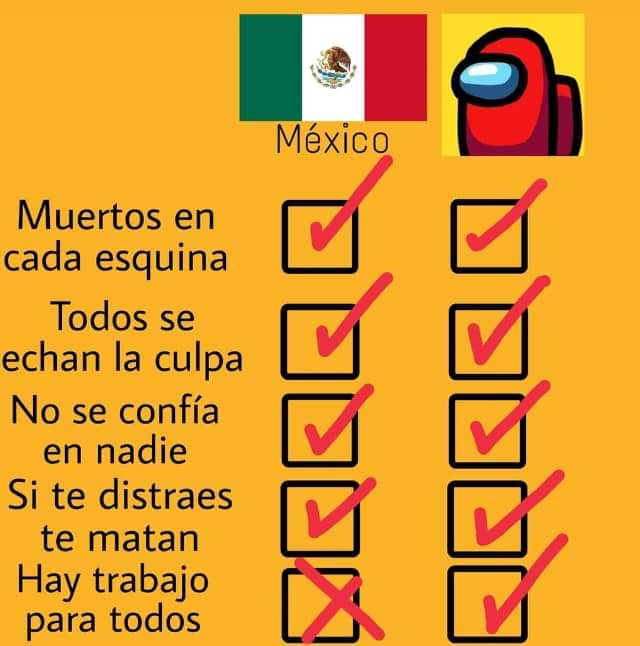 México
Muertos en
cada esquina
Todos se
echan la culpa
No se confía
en nadie
Si te distraes
te matan
Hay trabajo
para todos